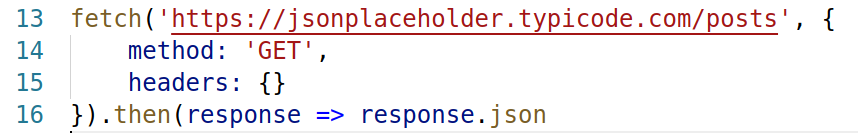 13 fetch('https://jsonplaceholder.typicode.com/posts', {
14     method: 'GET',
15     headers: {}
16 }).then(response => response.json